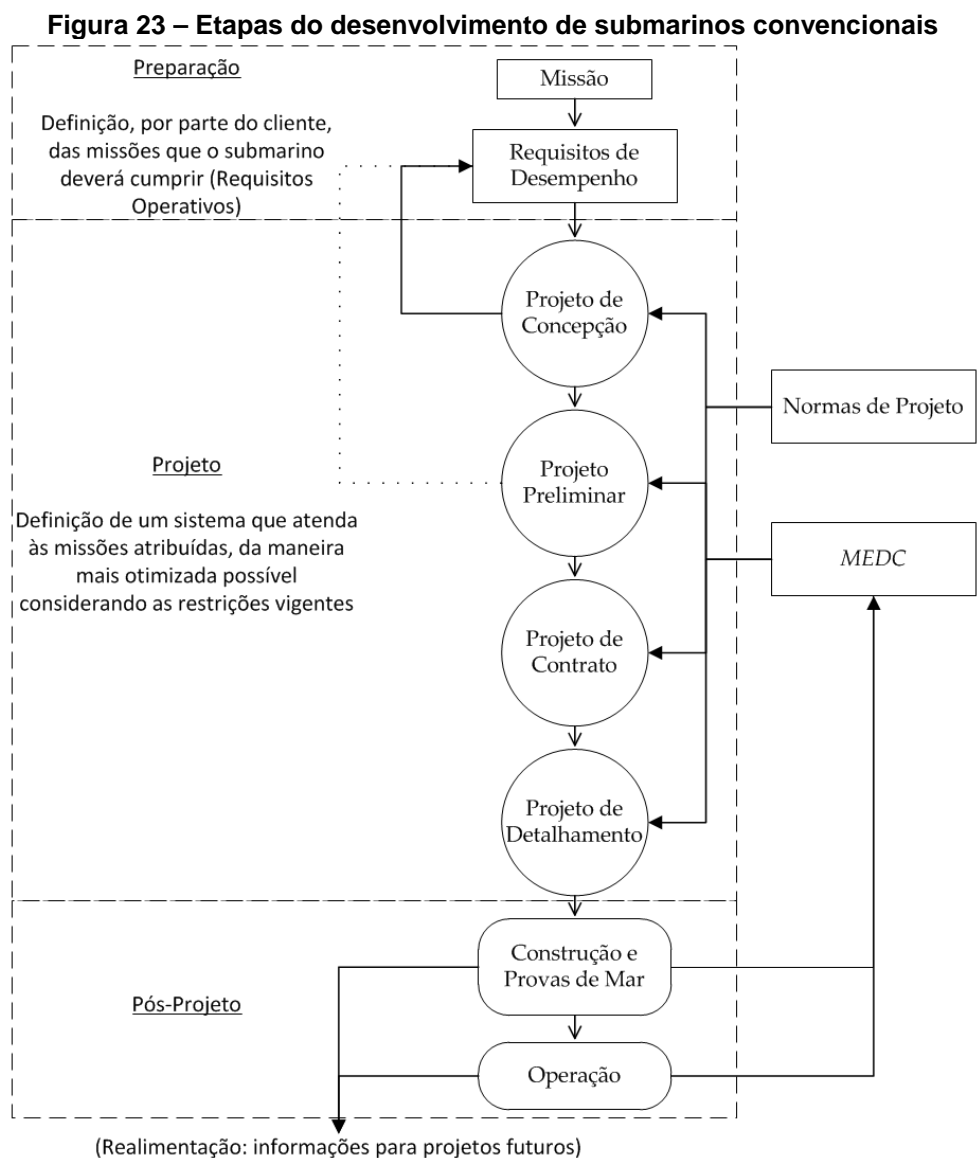 Figura 23 – Etapas do desenvolvimento de submarinos convencionais
Preparação
Definição, por parte do cliente,
das missões que o submarino
deverá cumprir (Requisitos
Operativos)
Missão
Requisitos de
Desempenho
Projeto de
Concepção
Normas de Projeto
Projeto
Preliminar
Projeto
Definição de um sistema que atenda
às missões atribuídas, da maneira
mais otimizada possível
considerando as restrições vigentes
MEDC
Projeto de
Contrato
Projeto de
Detalhamento
Pós-Projeto
Construção e
Provas de Mar
Operação
(Realimentação: informações para projetos futuros)